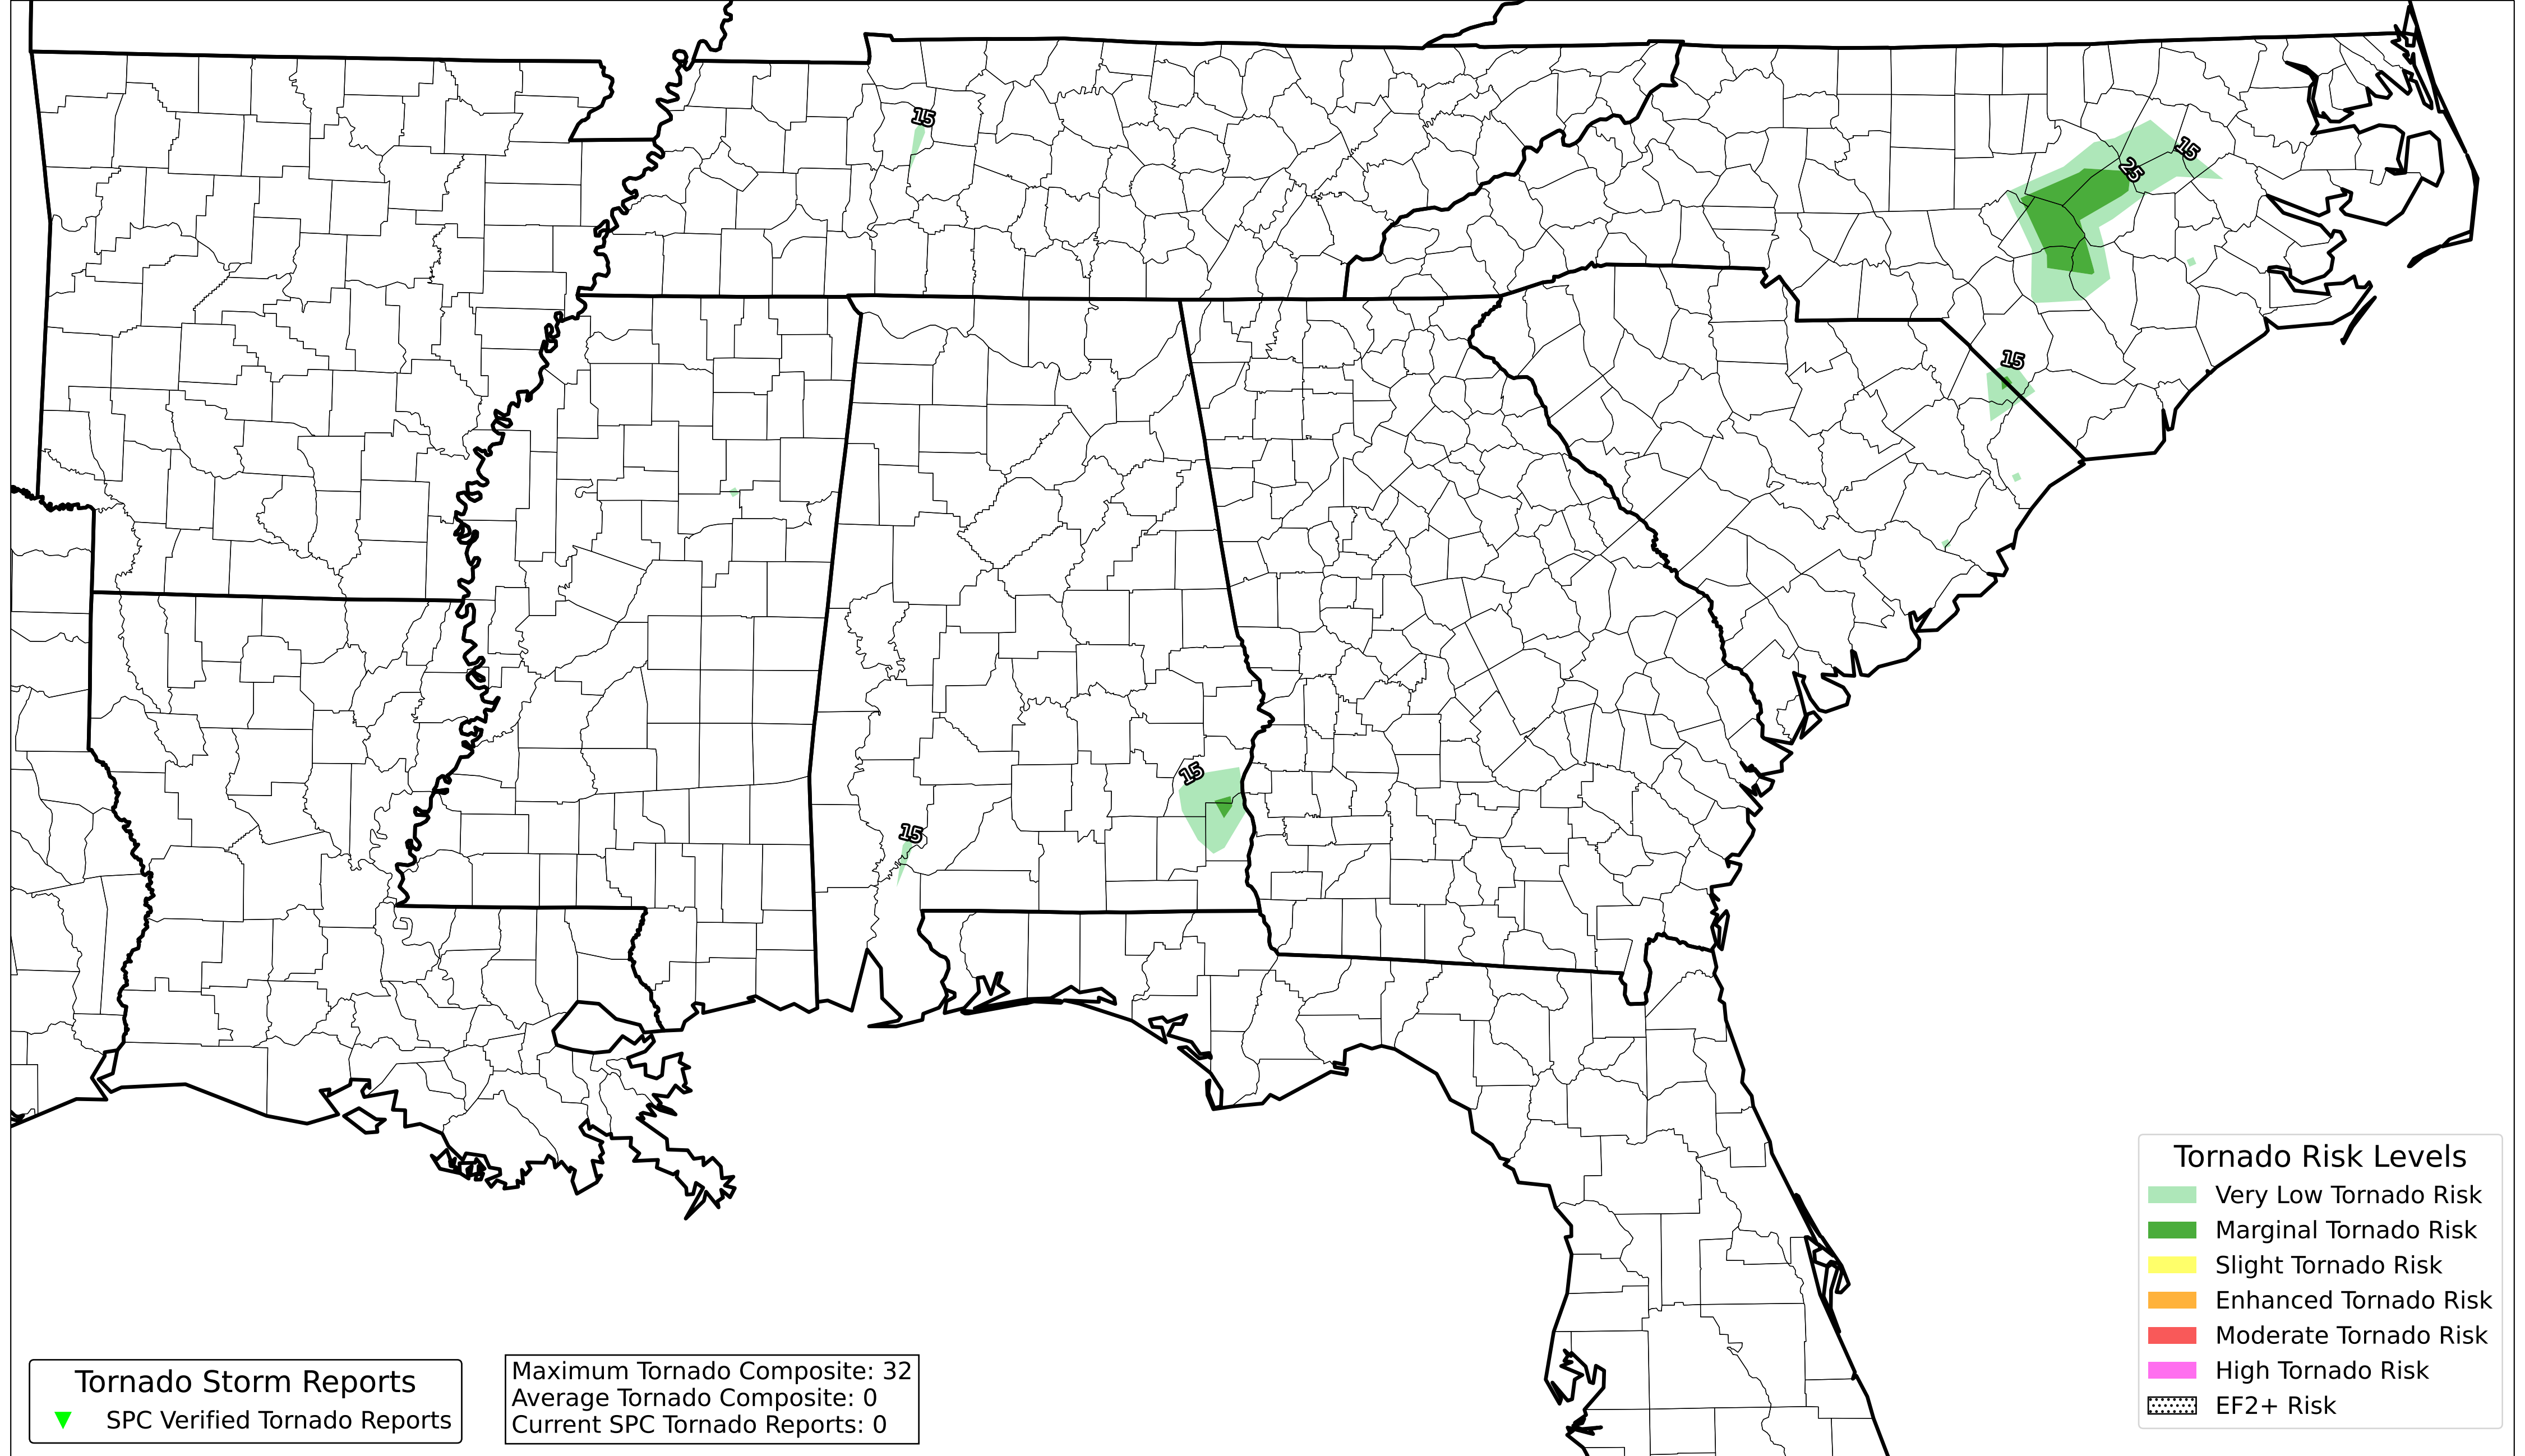 15
15
25
15
15
15
Tornado Risk Levels
Very Low Tornado Risk
Marginal Tornado Risk
Slight Tornado Risk
Enhanced Tornado Risk
Moderate Tornado Risk
High Tornado Risk
EF2+ Risk
Tornado Storm Reports
SPC Verified Tornado Reports
Maximum Tornado Composite: 32
Average Tornado Composite: 0
Current SPC Tornado Reports: 0